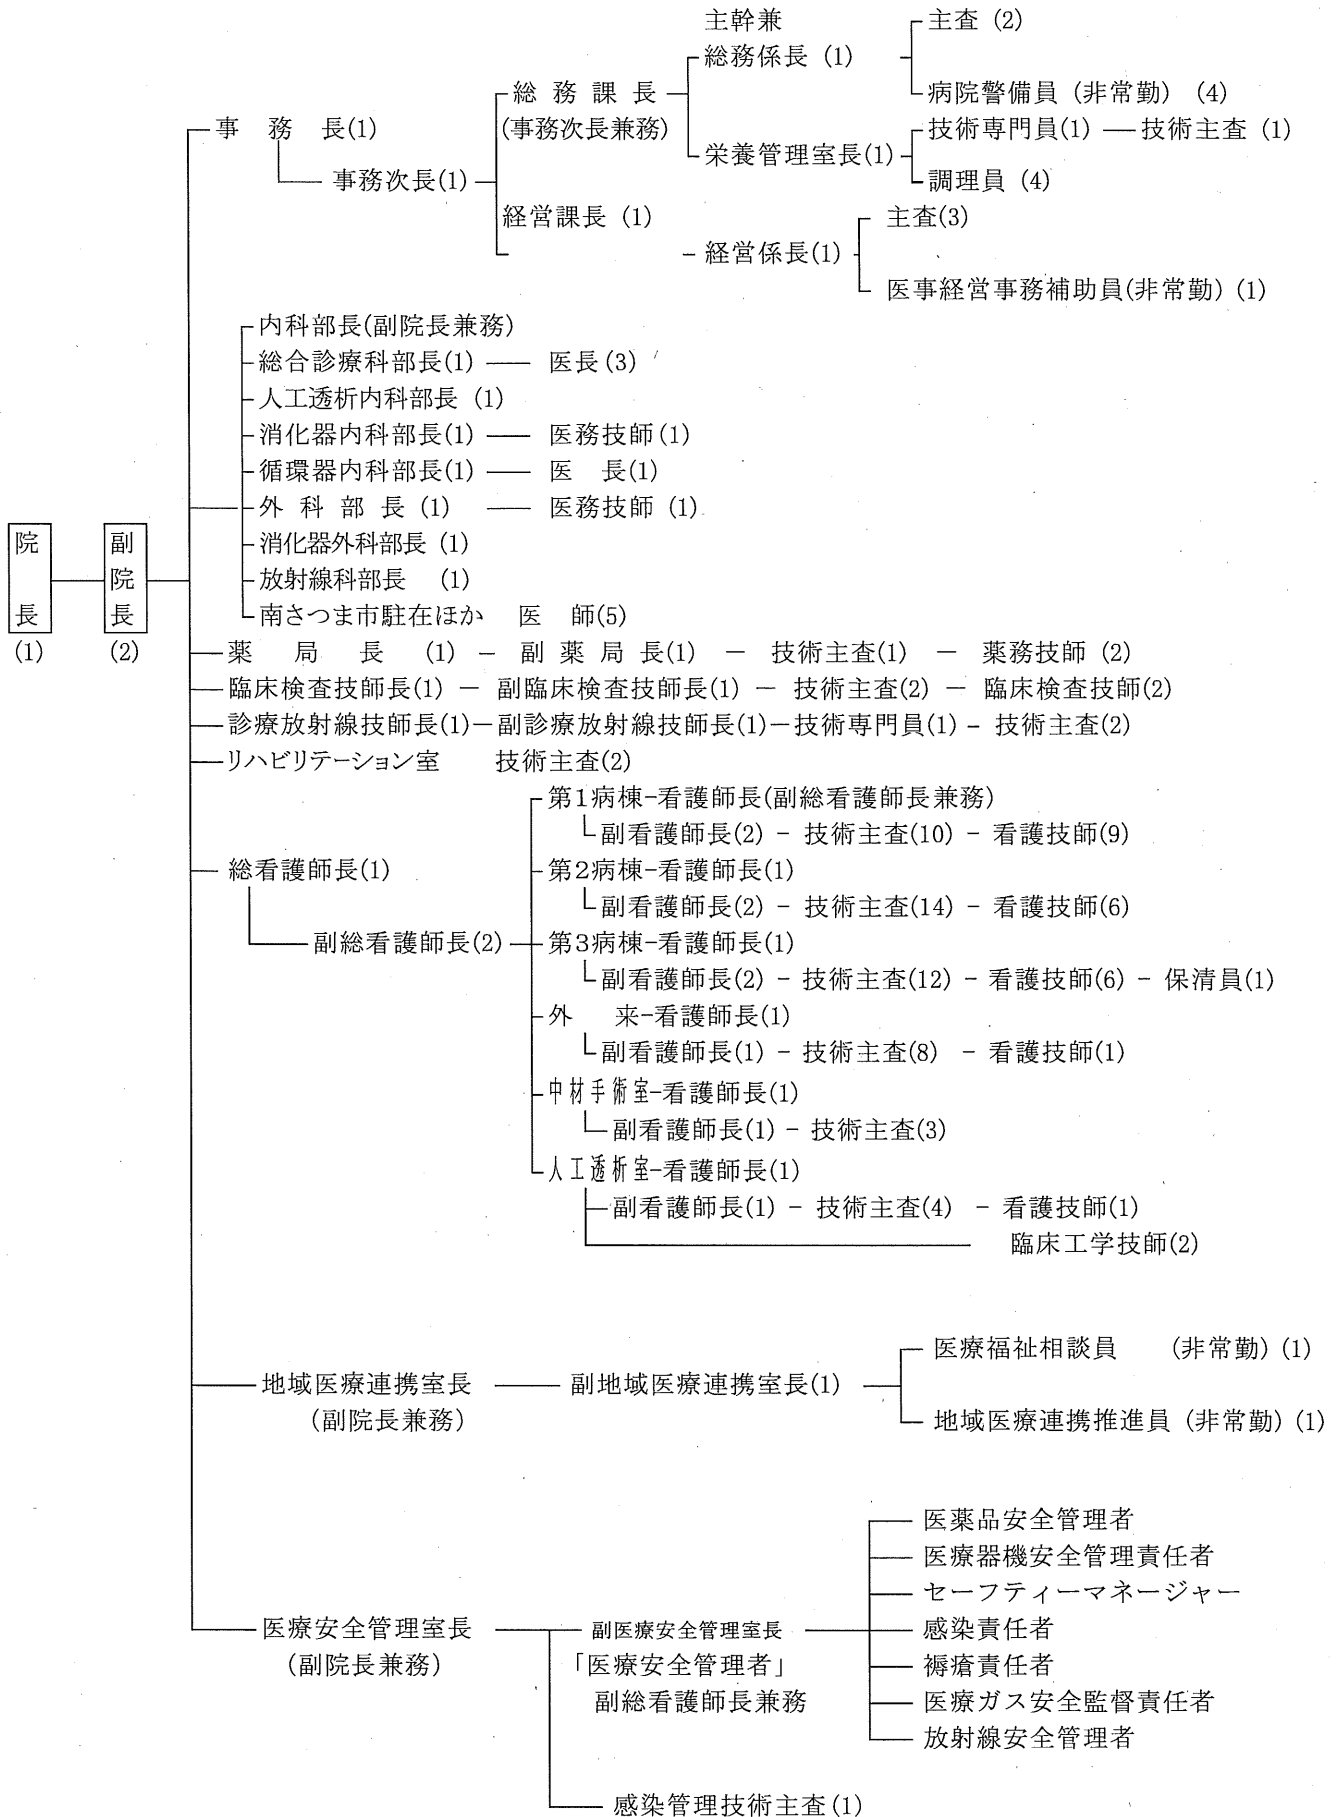 主幹兼
主査 (2)
総務係長 (1)
総務課長
病院警備員 (非常勤) (4)
事務長(1)
(事務次長兼務)
技術専門員(1) ― 技術主査 (1)
栄養管理室長(1)
事務次長(1)
調理員 (4)
経営課長 (1)
主査(3)
経営係長(1)
医事経営事務補助員(非常勤) (1)
内科部長(副院長兼務)
総合診療科部長(1) ― 医長(3)
人工透析内科部長 (1)
消化器内科部長(1) ― 医務技師(1)
循環器内科部長(1) ― 医 長(1)
外科部長 (1) ― 医務技師 (1)
院長
(1)
副院長
(2)
消化器外科部長 (1)
放射線科部長 (1)
南さつま市駐在ほか 医 師(5)
薬局長 (1) － 副薬局長(1) － 技術主査(1) － 薬務技師 (2)
臨床検査技師長(1) － 副臨床検査技師長(1) － 技術主査(2) － 臨床検査技師(2)
診療放射線技師長(1)－副診療放射線技師長(1)－技術専門員(1) － 技術主査(2)
リハビリテーション室 技術主査(2)
第1病棟-看護師長(副総看護師長兼務)
副看護師長(2) － 技術主査(10) － 看護技師(9)
総看護師長(1)
第2病棟-看護師長(1)
副看護師長(2) － 技術主査(14) － 看護技師(6)
副総看護師長(2)
第3病棟-看護師長(1)
副看護師長(2) － 技術主査(12) － 看護技師(6) － 保清員(1)
外 来-看護師長(1)
副看護師長(1) － 技術主査(8) － 看護技師(1)
中材手術室-看護師長(1)
副看護師長(1) － 技術主査(3)
人工透析室-看護師長(1)
副看護師長(1) － 技術主査(4) － 看護技師(1)
臨床工学技師(2)
医療福祉相談員 (非常勤) (1)
地域医療連携室長 ― 副地域医療連携室長(1)
(副院長兼務)
地域医療連携推進員 (非常勤) (1)
医薬品安全管理者
医療器機安全管理責任者
セーフティーマネージャー
医療安全管理室長
副医療安全管理室長
感染責任者
(副院長兼務)
「医療安全管理者」
褥瘡責任者
副総看護師長兼務
医療ガス安全監督責任者
放射線安全管理者
感染管理技術主査(1)